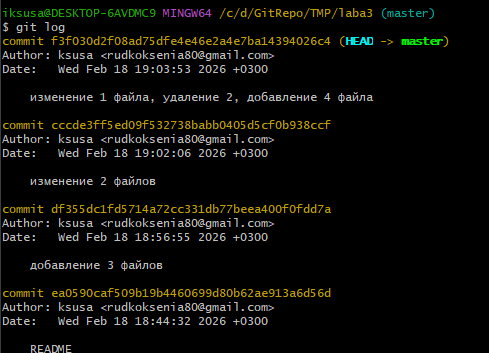 iksusa@DESKTOP-6AVDMC9 MINGW64 /c/d/GitRepo/TMP/laba3 (master)
$ git log
commit f3f030d2f08ad75dfe4e46e2a4e7ba14394026c4 (HEAD -> master)
Author: ksusa <rudkoksenia80@gmail.com>
Date:   Wed Feb 18 19:03:53 2026 +0300
изменение 1 файла, удаление 2, добавление 4 файла
commit cccde3ff5ed09f532738babb0405d5cf0b938ccf
Author: ksusa <rudkoksenia80@gmail.com>
Date:   Wed Feb 18 19:02:06 2026 +0300
изменение 2 файлов
commit df355dc1fd5714a72cc331db77beea400f0fdd7a
Author: ksusa <rudkoksenia80@gmail.com>
Date:   Wed Feb 18 18:56:55 2026 +0300
добавление 3 файлов
commit ea0590caf509b19b4460699d80b62ae913a6d56d
Author: ksusa <rudkoksenia80@gmail.com>
Date:   Wed Feb 18 18:44:32 2026 +0300
README